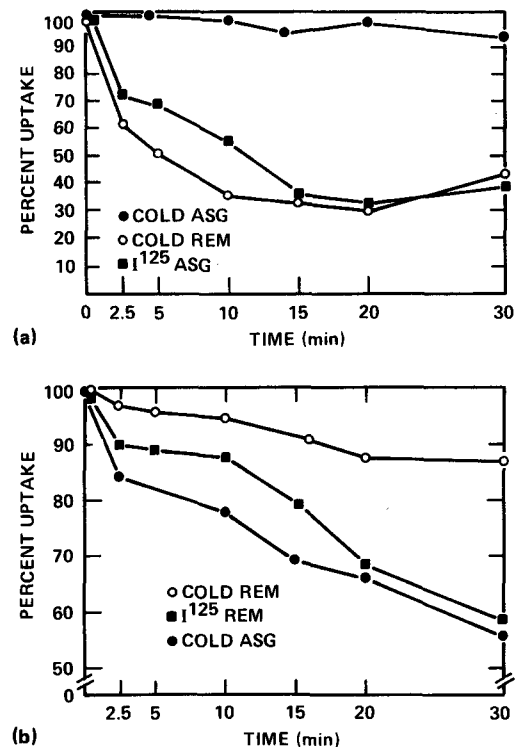 100
90
80
70
60
50
40
30
20
10
PERCENT UPTAKE
● COLD ASG
○ COLD REM
■ I¹²⁵ ASG
0 2.5 5 10 15 20 30
TIME (min)
(a)
100
90
80
70
60
50
0
PERCENT UPTAKE
○ COLD REM
■ I¹²⁵ REM
● COLD ASG
2.5 5 10 15 20 30
TIME (min)
(b)